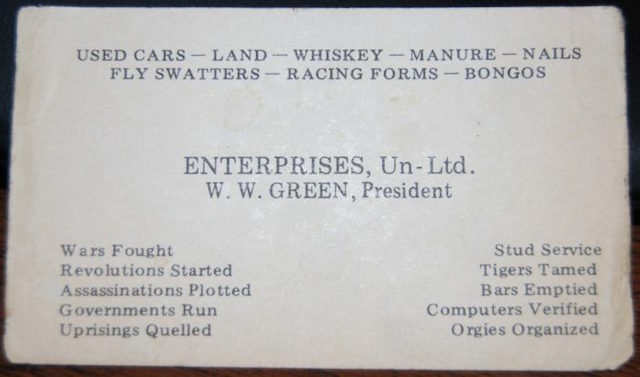 USED CARS — LAND — WHISKEY — MANURE — NAILS
FLY SWATTERS — RACING FORMS — BONGOS
ENTERPRISES, Un-Ltd.
W. W. GREEN, President
Wars Fought
Revolutions Started
Assassinations Plotted
Governments Run
Uprisings Quelled
Stud Service
Tigers Tamed
Bars Emptied
Computers Verified
Orgies Organized